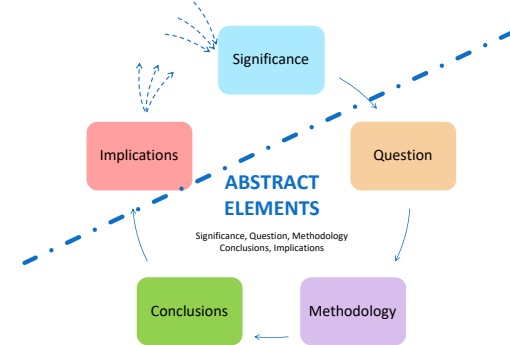 Significance
Implications
Question
ABSTRACT
ELEMENTS
Significance, Question, Methodology
Conclusions, Implications
Conclusions
Methodology